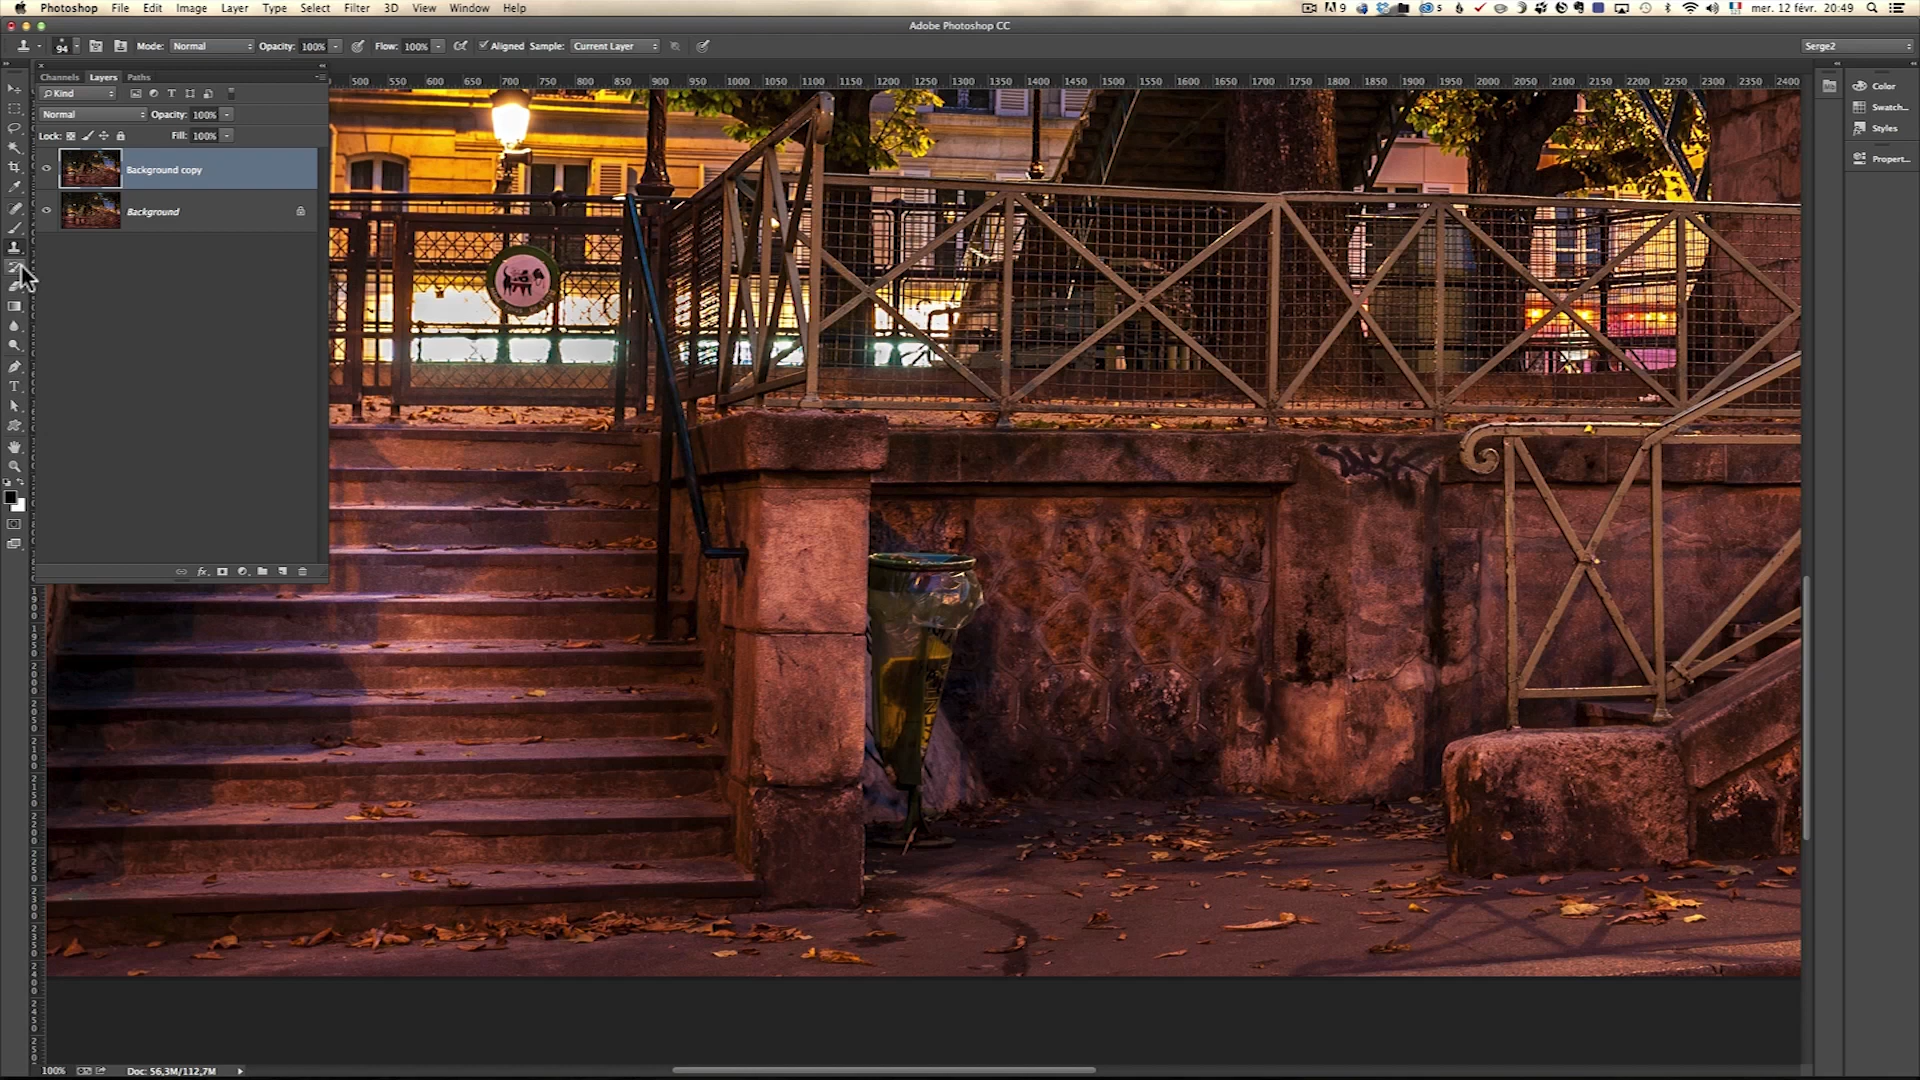 Photoshop File Edit Image Layer Type Select Filter 3D View Window Help 9 5 mer. 12 févr. 20:49
Adobe Photoshop CC
94 Mode: Normal Opacity: 100% Flow: 100% Aligned Sample: Current Layer Serge2
Channels Layers Paths
500 550 600 650 700 750 800 850 900 950 1000 1050 1100 1150 1200 1250 1300 1350 1400 1450 1500 1550 1600 1650 1700 1750 1800 1850 1900 1950 2000 2050 2100 2150 2200 2250 2300 2350 2400
Kind
Normal Opacity: 100%
Lock: Fill: 100%
Background copy
Background
Color
Swatch...
Styles
Propert...
100% Doc: 56,3M/112,7M